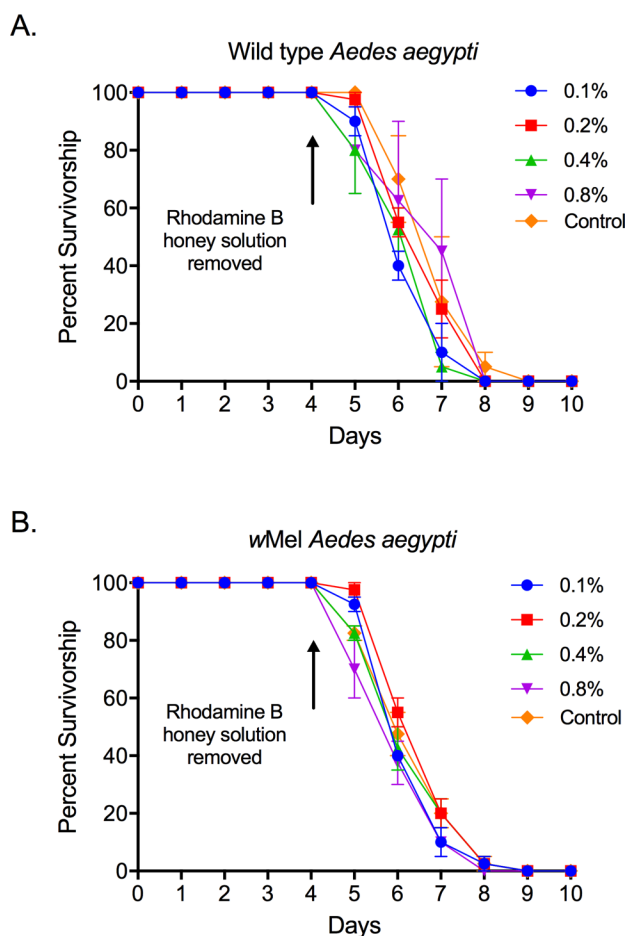 A.
Wild type Aedes aegypti
Percent Survivorship
100
80
60
40
20
0
0 1 2 3 4 5 6 7 8 9 10
Days
Rhodamine B
honey solution
removed
0.1%
0.2%
0.4%
0.8%
Control
B.
wMel Aedes aegypti
Percent Survivorship
100
80
60
40
20
0
0 1 2 3 4 5 6 7 8 9 10
Days
Rhodamine B
honey solution
removed
0.1%
0.2%
0.4%
0.8%
Control